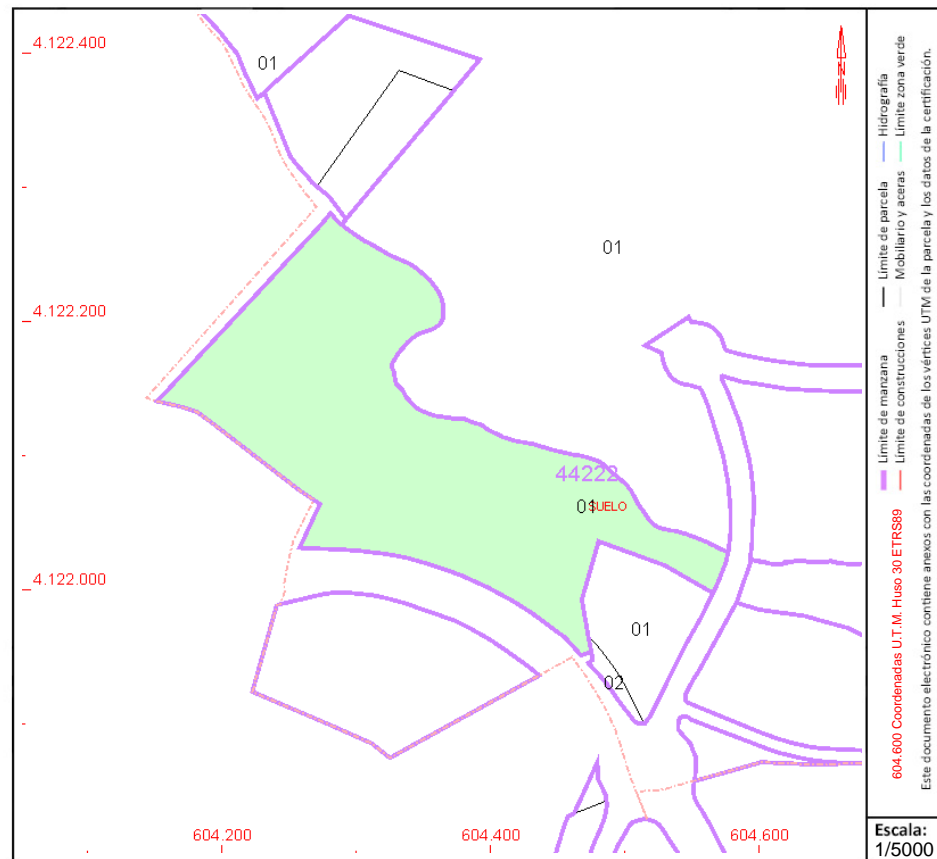 4.122.400
01
01
4.122.200
44222
01
SUELO
4.122.000
01
02
604.200
604.400
604.600
N
Límite de manzana
Límite de parcela
Hidrografía
604.600 Coordenadas U.T.M. Huso 30 ETRS89
Límite de construcciones
Mobiliario y aceras
Límite zona verde
Este documento electrónico contiene anexos con las coordenadas de los vértices UTM de la parcela y los datos de la certificación.
Escala:
1/5000